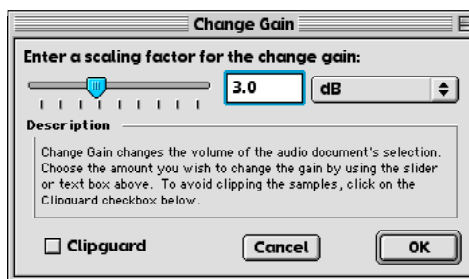 Change Gain
Enter a scaling factor for the change gain:
3.0 dB
Description
Change Gain changes the volume of the audio document's selection.
Choose the amount you wish to change the gain by using the slider
or text box above. To avoid clipping the samples, click on the
Clipguard checkbox below.
Clipguard Cancel OK